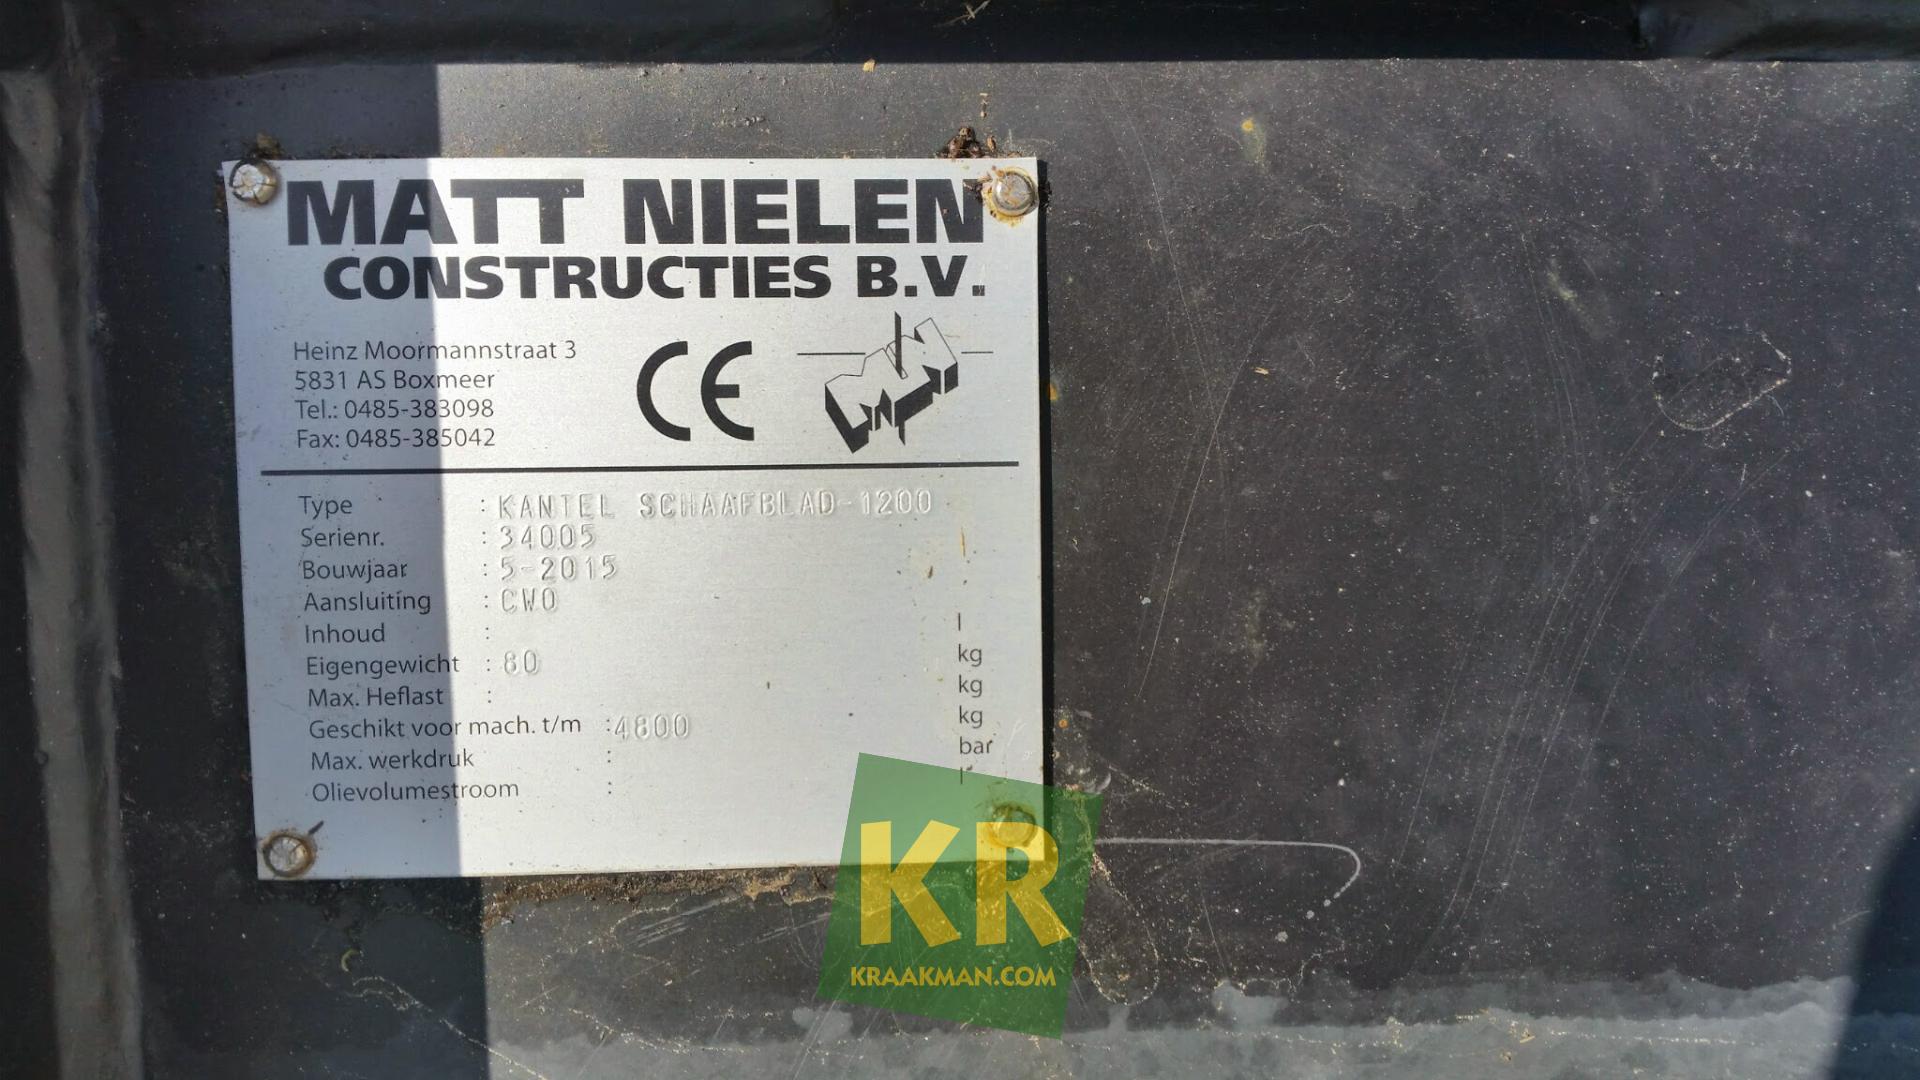 MATT NIELEN
CONSTRUCTIES B.V.
Heinz Moormannstraat 3
5831 AS Boxmeer
Tel.: 0485-383098
Fax: 0485-385042
CE
Type : KANTEL SCHAAFBLAD-1200
Serienr. : 34005
Bouwjaar : 5-2015
Aansluiting : CW0
Inhoud : l
Eigengewicht : 80 kg
Max. Heflast : kg
Geschikt voor mach. t/m : 4800 kg
Max. werkdruk : bar
Olievolumestroom : l
KR
KRAAKMAN.COM